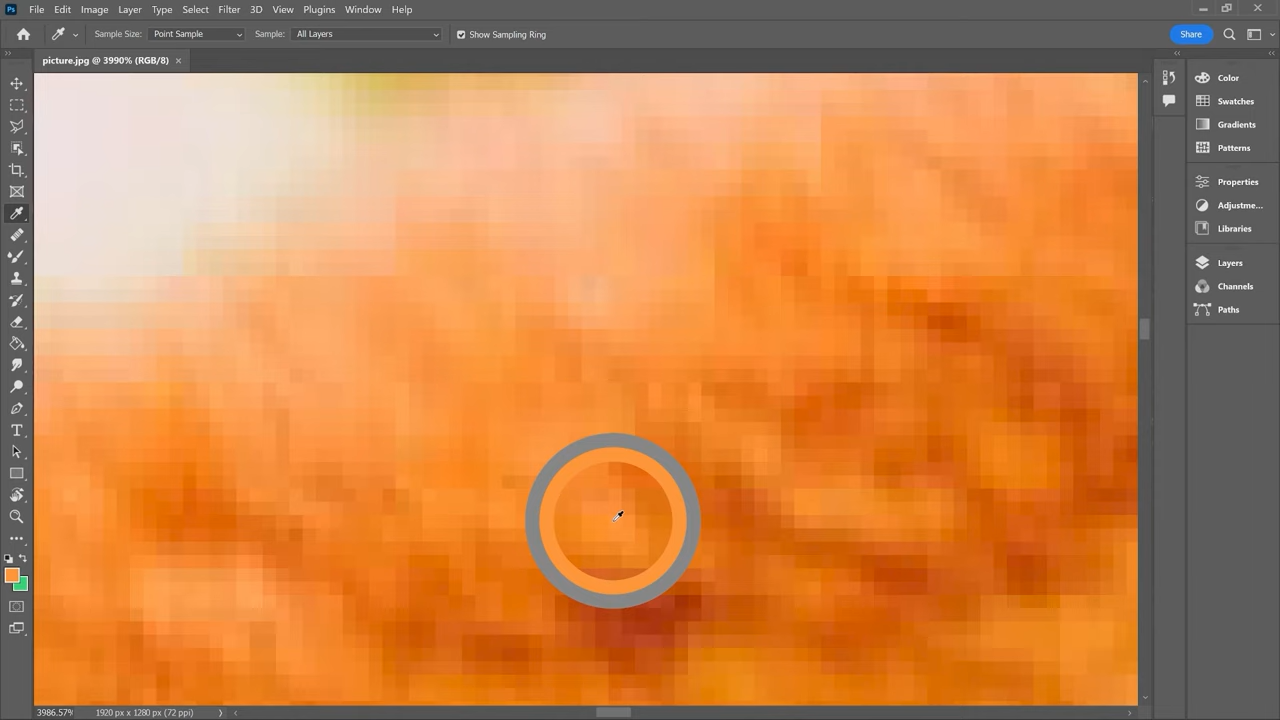 Ps File Edit Image Layer Type Select Filter 3D View Plugins Window Help
Sample Size: Point Sample Sample: All Layers Show Sampling Ring Share
picture.jpg @ 3990% (RGB/8) ×
Color
Swatches
Gradients
Patterns
Properties
Adjustme...
Libraries
Layers
Channels
Paths
3986.57% 1920 px x 1280 px (72 ppi)